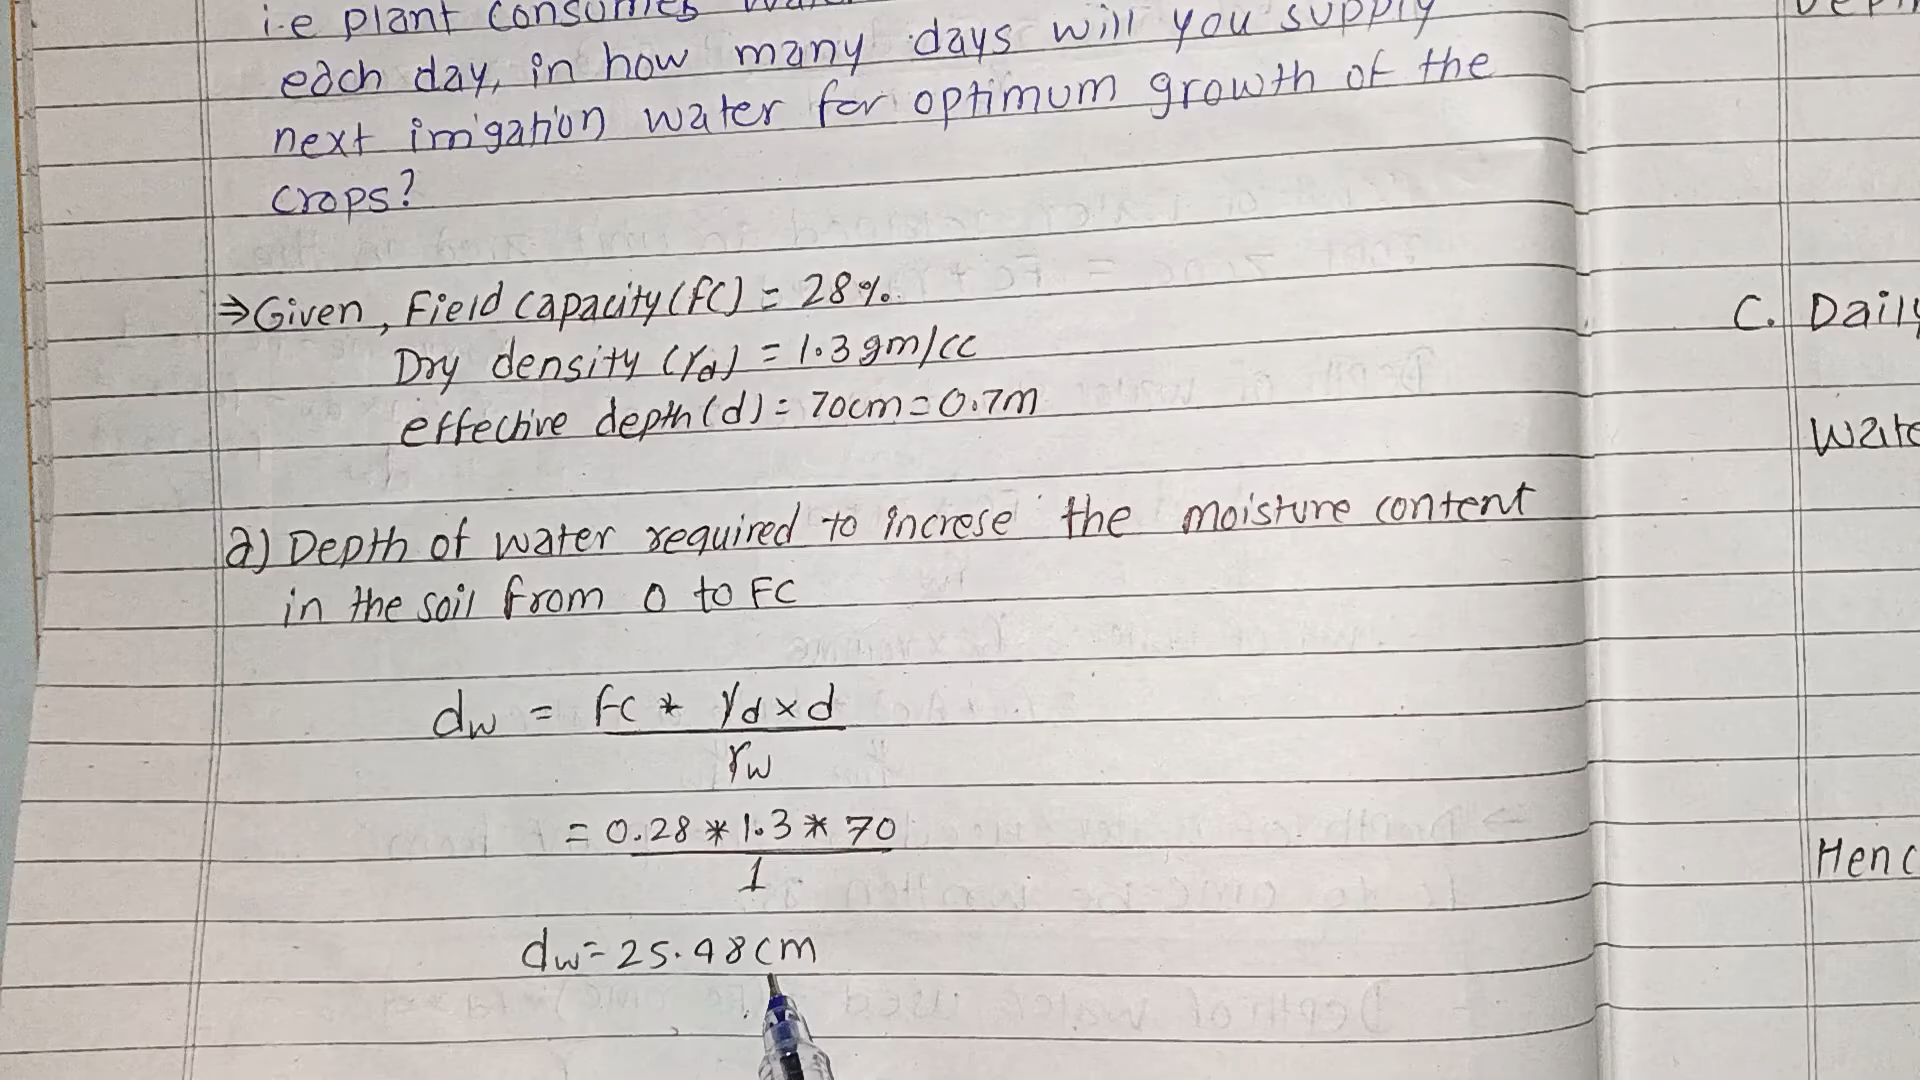 i.e plant consumes
each day, in how many days will you supply
next irrigation water for optimum growth of the
crops?
⇒ Given, Field capacity (FC) = 28%.
Dry density (γd) = 1.3 gm/cc
effective depth (d) = 70cm = 0.7m
a) Depth of water required to increse the moisture content
in the soil from 0 to FC
dw = FC * γd x d
γw
= 0.28 * 1.3 * 70
1
dw = 25.48 cm
C. Daily
Wate
Henc